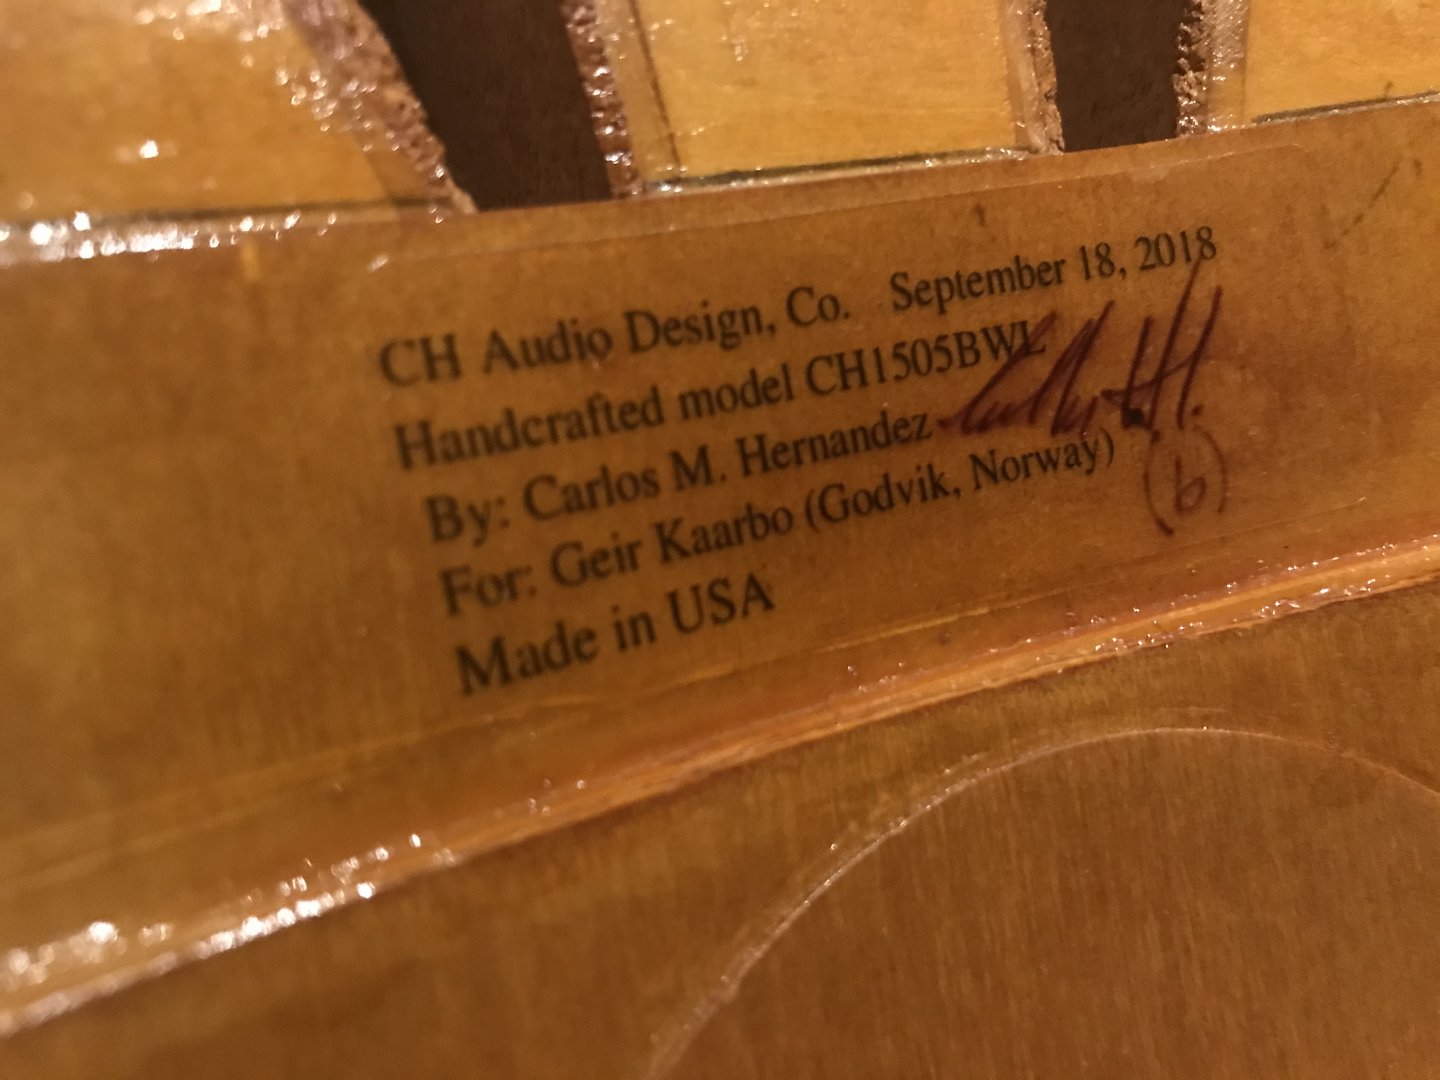 CH Audio Design, Co. September 18, 2018
Handcrafted model CH1505BWL
By: Carlos M. Hernandez
For: Geir Kaarbo (Godvik, Norway) (b)
Made in USA